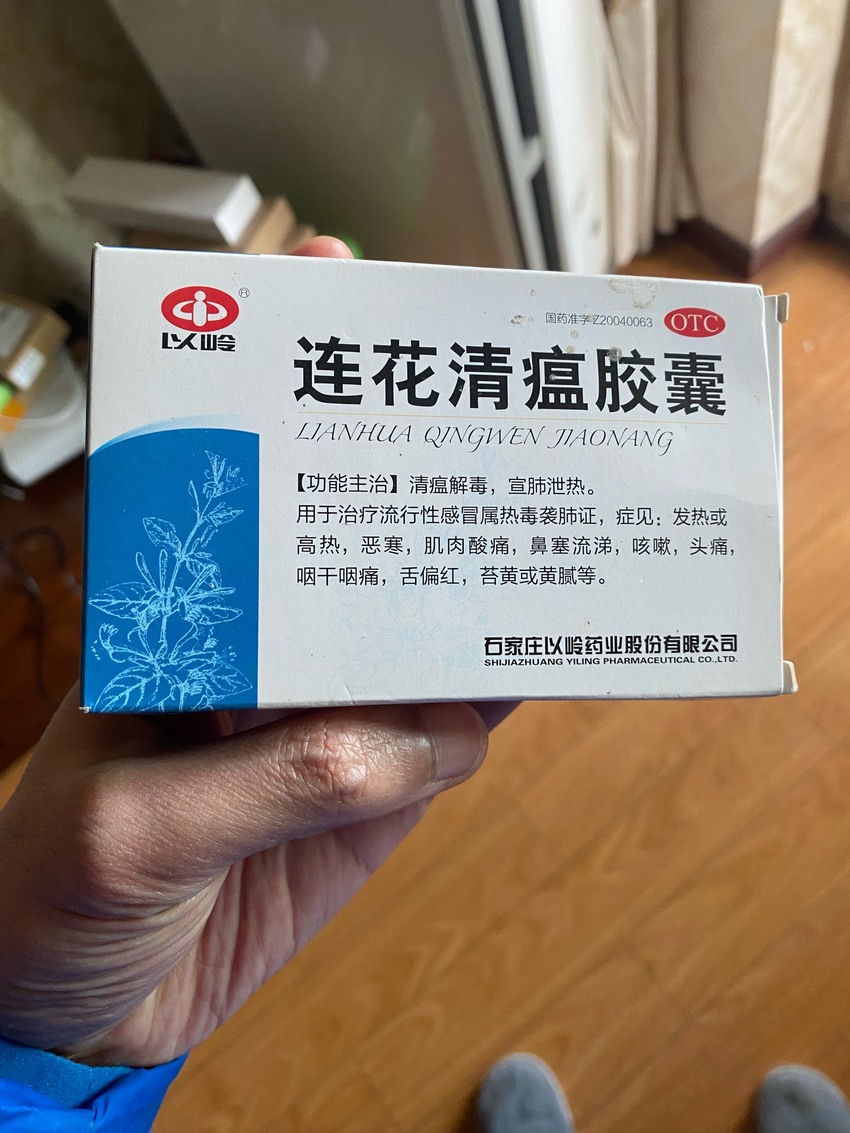 以岭
®
国药准字Z20040063
OTC
连花清瘟胶囊
LIANHUA QINGWEN JIAONANG
【功能主治】清瘟解毒，宣肺泄热。
用于治疗流行性感冒属热毒袭肺证，症见：发热或
高热，恶寒，肌肉酸痛，鼻塞流涕，咳嗽，头痛，
咽干咽痛，舌偏红，苔黄或黄腻等。
石家庄以岭药业股份有限公司
SHIJIAZHUANG YILING PHARMACEUTICAL CO.,LTD.